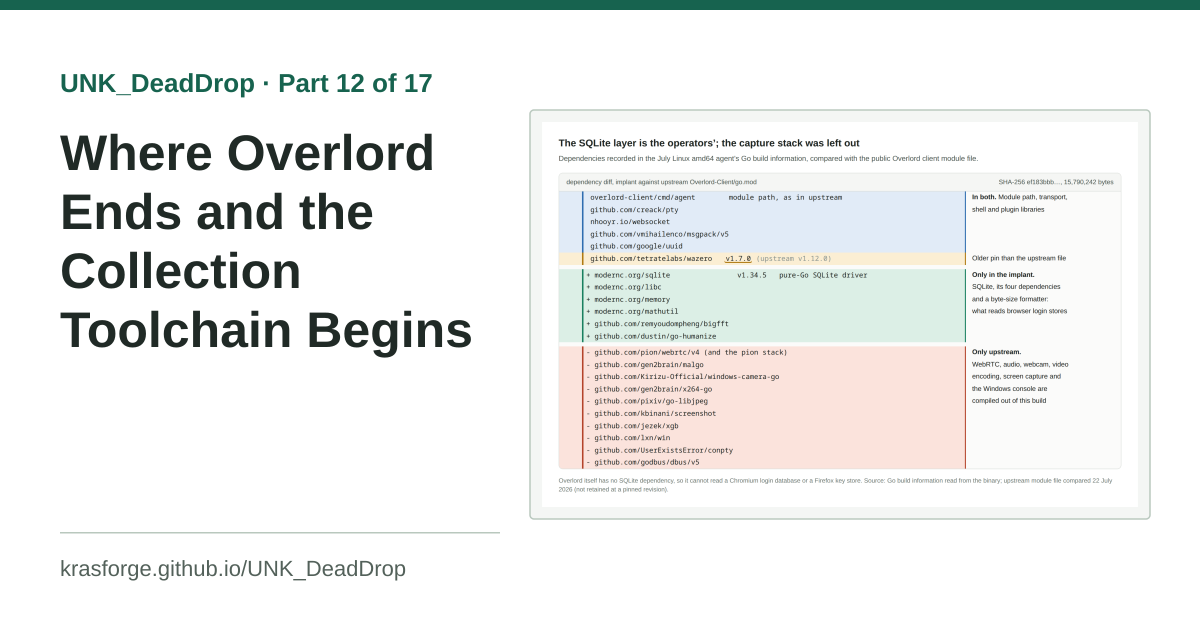 UNK_DeadDrop · Part 12 of 17
Where Overlord
Ends and the
Collection
Toolchain Begins
krasforge.github.io/UNK_DeadDrop
The SQLite layer is the operators’; the capture stack was left out
Dependencies recorded in the July Linux amd64 agent's Go build information, compared with the public Overlord client module file.
dependency diff, implant against upstream Overlord-Client/go.mod
SHA-256 ef183bbb…, 15,790,242 bytes
overlord-client/cmd/agent module path, as in upstream
github.com/creack/pty
nhooyr.io/websocket
github.com/vmihailenco/msgpack/v5
github.com/google/uuid
github.com/tetratelabs/wazero v1.7.0 (upstream v1.12.0)
In both. Module path, transport,
shell and plugin libraries
Older pin than the upstream file
+ modernc.org/sqlite v1.34.5 pure-Go SQLite driver
+ modernc.org/libc
+ modernc.org/memory
+ modernc.org/mathutil
+ github.com/remyoudompheng/bigfft
+ github.com/dustin/go-humanize
Only in the implant.
SQLite, its four dependencies
and a byte-size formatter:
what reads browser login stores
- github.com/pion/webrtc/v4 (and the pion stack)
- github.com/gen2brain/malgo
- github.com/Kirizu-Official/windows-camera-go
- github.com/gen2brain/x264-go
- github.com/pixiv/go-libjpeg
- github.com/kbinani/screenshot
- github.com/jezek/xgb
- github.com/lxn/win
- github.com/UserExistsError/conpty
- github.com/godbus/dbus/v5
Only upstream.
WebRTC, audio, webcam, video
encoding, screen capture and
the Windows console are
compiled out of this build
Overlord itself has no SQLite dependency, so it cannot read a Chromium login database or a Firefox key store. Source: Go build information read from the binary; upstream module file compared 22 July
2026 (not retained at a pinned revision).